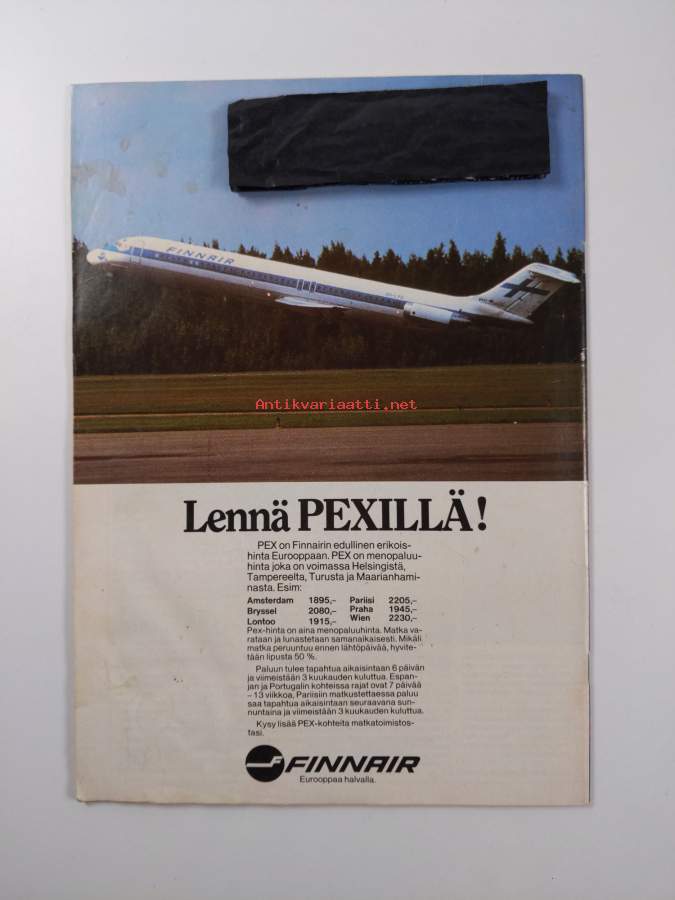 FINNAIR
Antikvariaatti.net
Lennä PEXILLÄ!
PEX on Finnairin edullinen erikois-
hinta Eurooppaan. PEX on menopaluu-
hinta joka on voimassa Helsingistä,
Tampereelta, Turusta ja Maarianhami-
nasta. Esim:
Amsterdam 1895,- Pariisi 2205,-
Bryssel 2080,- Praha 1945,-
Lontoo 1915,- Wien 2230,-
Pex-hinta on aina menopaluuhinta. Matka va-
rataan ja lunastetaan samanaikaisesti. Mikäli
matka peruuntuu ennen lähtöpäivää, hyvite-
tään lipusta 50 %.
Paluun tulee tapahtua aikaisintaan 6 päivän
ja viimeistään 3 kuukauden kuluttua. Espan-
jan ja Portugalin kohteissa rajat ovat 7 päivää
– 13 viikkoa, Pariisiin matkustettaessa paluu
saa tapahtua aikaisintaan seuraavana sun-
nuntaina ja viimeistään 3 kuukauden kuluttua.
Kysy lisää PEX-kohteita matkatoimistos-
tasi.
FINNAIR
Eurooppaa halvalla.